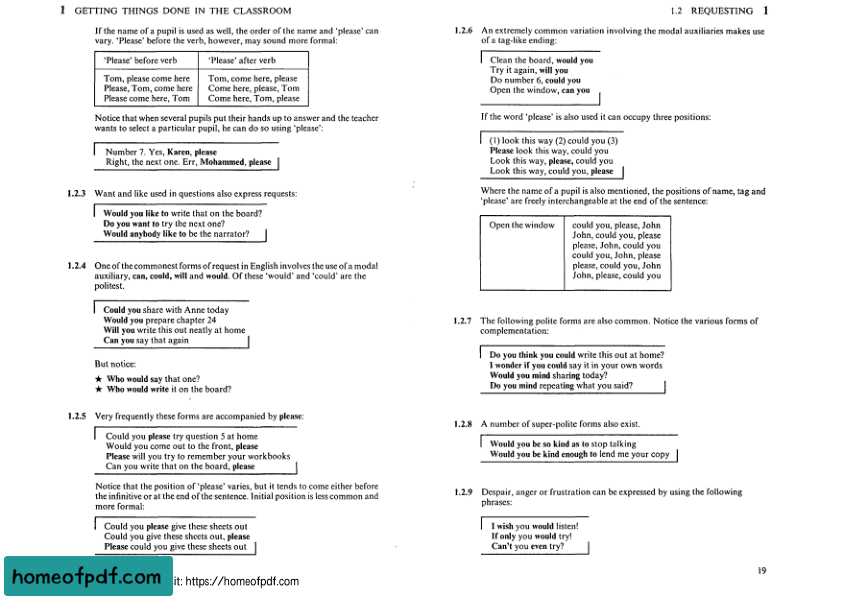 1 GETTING THINGS DONE IN THE CLASSROOM
If the name of a pupil is used as well, the order of the name and 'please' can
vary. 'Please' before the verb, however, may sound more formal:
'Please' before verb 'Please' after verb
Tom, please come here Tom, come here, please
Please, Tom, come here Come here, please, Tom
Please come here, Tom Come here, Tom, please
Notice that when several pupils put their hands up to answer and the teacher
wants to select a particular pupil, he can do so using 'please':
Number 7. Yes, Karen, please
Right, the next one. Err, Mohammed, please
1.2.3 Want and like used in questions also express requests:
Would you like to write that on the board?
Do you want to try the next one?
Would anybody like to be the narrator?
1.2.4 One of the commonest forms of request in English involves the use of a modal
auxiliary, can, could, will and would. Of these 'would' and 'could' are the
politest.
Could you share with Anne today
Would you prepare chapter 24
Will you write this out neatly at home
Can you say that again
But notice:
★ Who would say that one?
★ Who would write it on the board?
1.2.5 Very frequently these forms are accompanied by please:
Could you please try question 5 at home
Would you come out to the front, please
Please will you try to remember your workbooks
Can you write that on the board, please
Notice that the position of 'please' varies, but it tends to come either before
the infinitive or at the end of the sentence. Initial position is less common and
more formal:
Could you please give these sheets out
Could you give these sheets out, please
Please could you give these sheets out
homeofpdf.com
it: https://homeofpdf.com
1.2 REQUESTING 1
1.2.6 An extremely common variation involving the modal auxiliaries makes use
of a tag-like ending:
Clean the board, would you
Try it again, will you
Do number 6, could you
Open the window, can you
If the word 'please' is also used it can occupy three positions:
(1) look this way (2) could you (3)
Please look this way, could you
Look this way, please, could you
Look this way, could you, please
Where the name of a pupil is also mentioned, the positions of name, tag and
'please' are freely interchangeable at the end of the sentence:
Open the window could you, please, John
John, could you, please
please, John, could you
could you, John, please
please, could you, John
John, please, could you
1.2.7 The following polite forms are also common. Notice the various forms of
complementation:
Do you think you could write this out at home?
I wonder if you could say it in your own words
Would you mind sharing today?
Do you mind repeating what you said?
1.2.8 A number of super-polite forms also exist.
Would you be so kind as to stop talking
Would you be kind enough to lend me your copy
1.2.9 Despair, anger or frustration can be expressed by using the following
phrases:
I wish you would listen!
If only you would try!
Can't you even try?
19